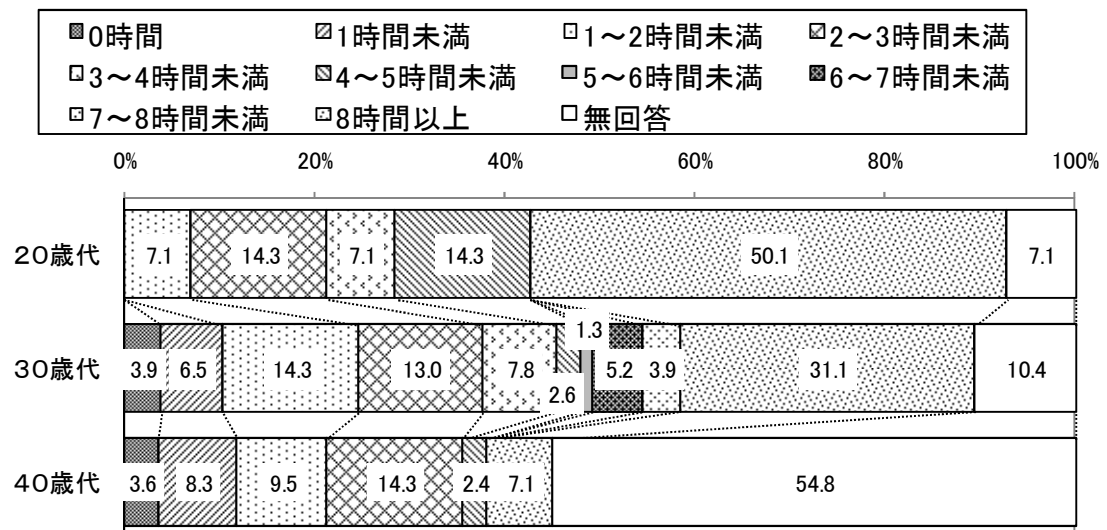 0時間 1時間未満 1～2時間未満 2～3時間未満
3～4時間未満 4～5時間未満 5～6時間未満 6～7時間未満
7～8時間未満 8時間以上 無回答
0% 20% 40% 60% 80% 100%
20歳代 7.1 14.3 7.1 14.3 50.1 7.1
1.3
30歳代 3.9 6.5 14.3 13.0 7.8 5.2 3.9 31.1 10.4
2.6
40歳代 3.6 8.3 9.5 14.3 2.4 7.1 54.8